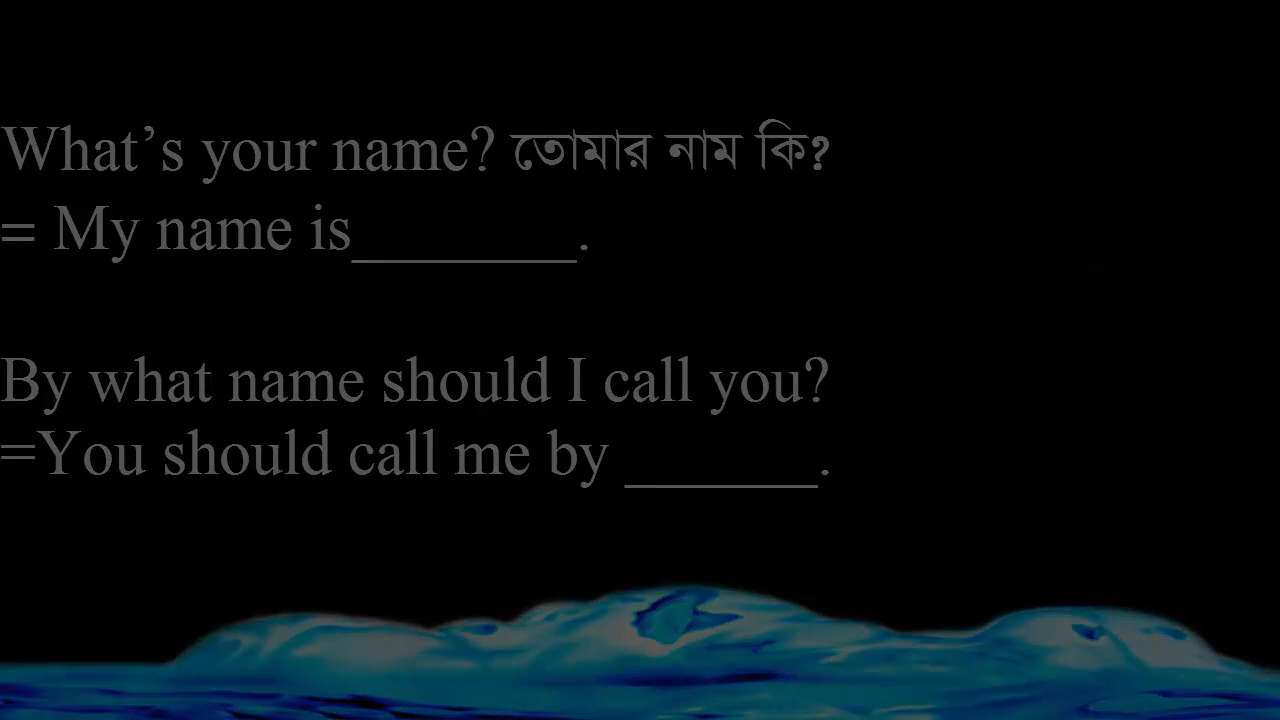 What’s your name? তোমার নাম কি?
= My name is________.
By what name should I call you?
=You should call me by _______.